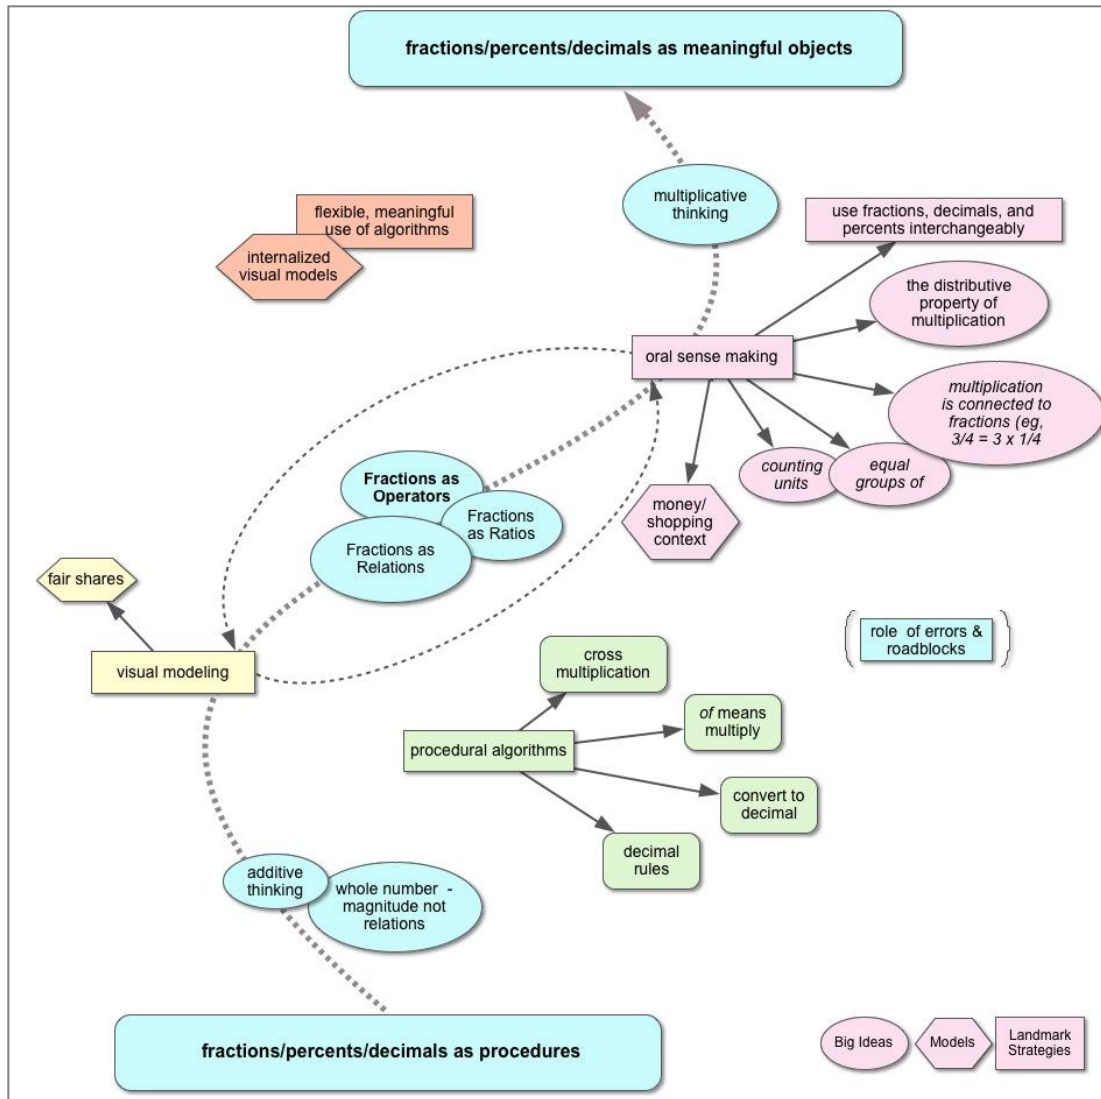 fractions/percents/decimals as meaningful objects
multiplicative
thinking
flexible, meaningful
use of algorithms
internalized
visual models
use fractions, decimals, and
percents interchangeably
the distributive
property of
multiplication
oral sense making
multiplication
is connected to
fractions (eg,
3/4 = 3 x 1/4
counting
units
equal
groups of
money/
shopping
context
Fractions as
Operators
Fractions
as Ratios
Fractions as
Relations
fair shares
visual modeling
role of errors &
roadblocks
cross
multiplication
of means
multiply
procedural algorithms
convert to
decimal
decimal
rules
additive
thinking
whole number -
magnitude not
relations
fractions/percents/decimals as procedures
Big Ideas
Models
Landmark
Strategies